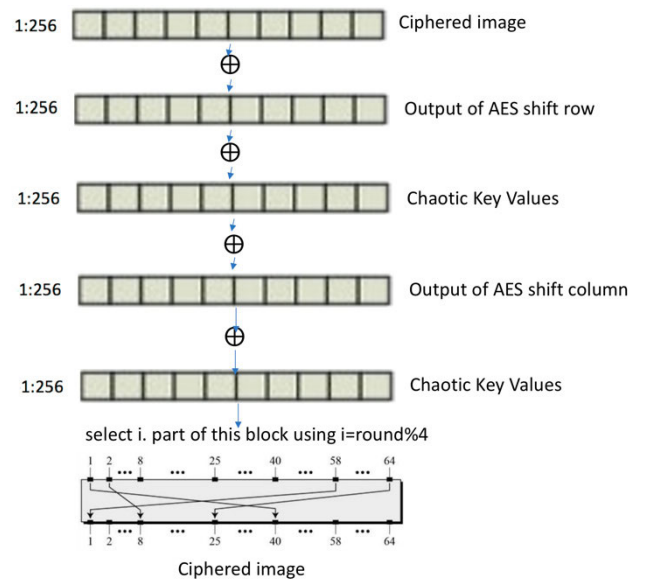 1:256 Ciphered image
1:256 Output of AES shift row
1:256 Chaotic Key Values
1:256 Output of AES shift column
1:256 Chaotic Key Values
select i. part of this block using i=round%4
1 2 ••• 8 ••• 25 ••• 40 ••• 58 ••• 64
1 2 ••• 8 ••• 25 ••• 40 ••• 58 ••• 64
Ciphered image